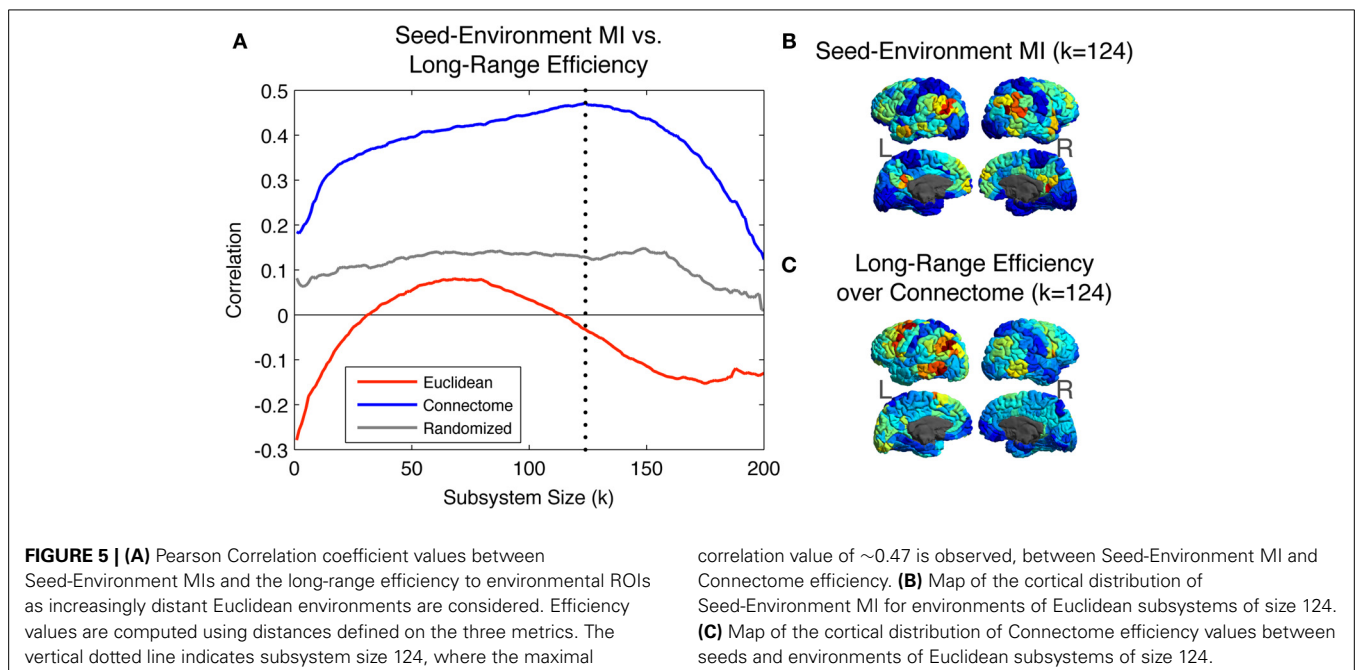 A
Seed-Environment MI vs.
Long-Range Efficiency
0.5
0.4
0.3
0.2
0.1
0
-0.1
-0.2
-0.3
Correlation
Euclidean
Connectome
Randomized
0 50 100 150 200
Subsystem Size (k)
B
Seed-Environment MI (k=124)
L R
C
Long-Range Efficiency
over Connectome (k=124)
L R
FIGURE 5 | (A) Pearson Correlation coefficient values between
Seed-Environment MIs and the long-range efficiency to environmental ROIs
as increasingly distant Euclidean environments are considered. Efficiency
values are computed using distances defined on the three metrics. The
vertical dotted line indicates subsystem size 124, where the maximal
correlation value of ~0.47 is observed, between Seed-Environment MI and
Connectome efficiency. (B) Map of the cortical distribution of
Seed-Environment MI for environments of Euclidean subsystems of size 124.
(C) Map of the cortical distribution of Connectome efficiency values between
seeds and environments of Euclidean subsystems of size 124.